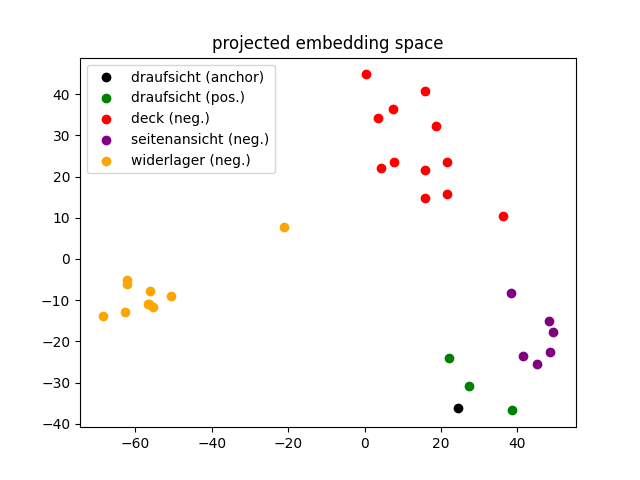 projected embedding space
draufsicht (anchor)
draufsicht (pos.)
deck (neg.)
seitenansicht (neg.)
widerlager (neg.)
40
30
20
10
0
−10
−20
−30
−40
−60 −40 −20 0 20 40